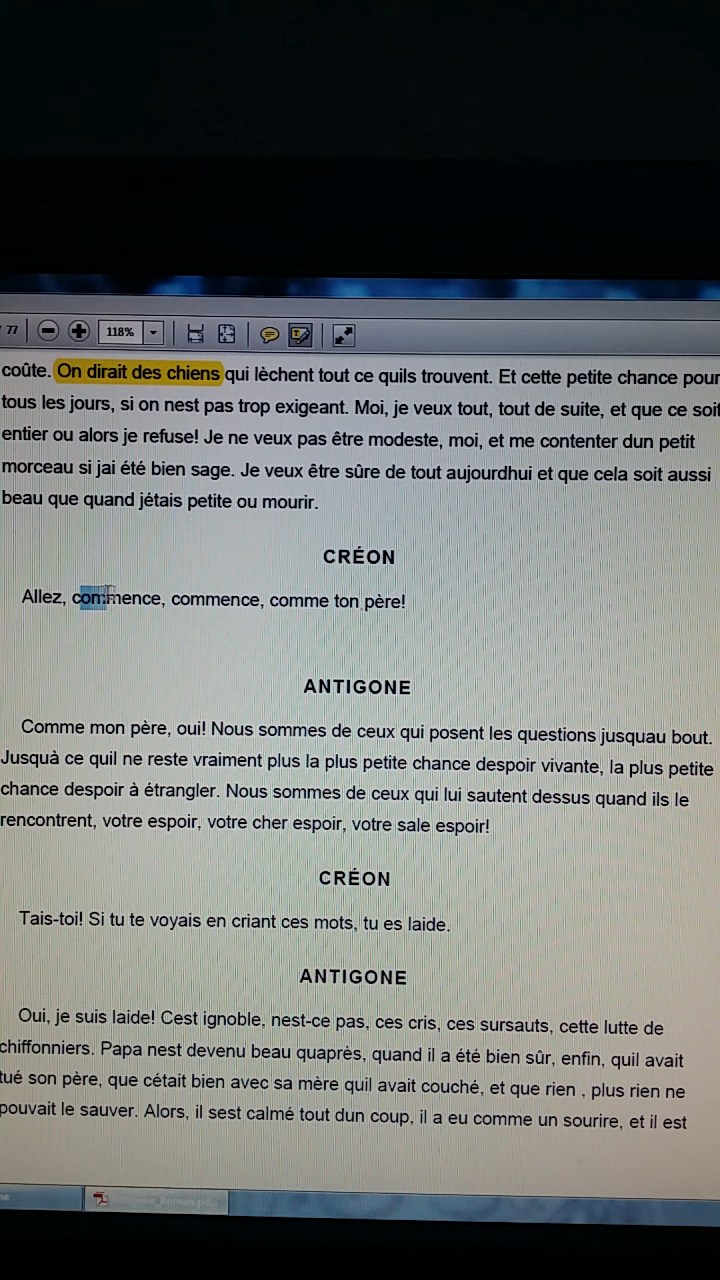 77
118%
coûte. On dirait des chiens qui lèchent tout ce quils trouvent. Et cette petite chance pour
tous les jours, si on nest pas trop exigeant. Moi, je veux tout, tout de suite, et que ce soit
entier ou alors je refuse! Je ne veux pas être modeste, moi, et me contenter dun petit
morceau si jai été bien sage. Je veux être sûre de tout aujourdhui et que cela soit aussi
beau que quand jétais petite ou mourir.
CRÉON
Allez, commence, commence, comme ton père!
ANTIGONE
Comme mon père, oui! Nous sommes de ceux qui posent les questions jusquau bout.
Jusquà ce quil ne reste vraiment plus la plus petite chance despoir vivante, la plus petite
chance despoir à étrangler. Nous sommes de ceux qui lui sautent dessus quand ils le
rencontrent, votre espoir, votre cher espoir, votre sale espoir!
CRÉON
Tais-toi! Si tu te voyais en criant ces mots, tu es laide.
ANTIGONE
Oui, je suis laide! Cest ignoble, nest-ce pas, ces cris, ces sursauts, cette lutte de
chiffonniers. Papa nest devenu beau quaprès, quand il a été bien sûr, enfin, quil avait
tué son père, que cétait bien avec sa mère quil avait couché, et que rien , plus rien ne
pouvait le sauver. Alors, il sest calmé tout dun coup, il a eu comme un sourire, et il est